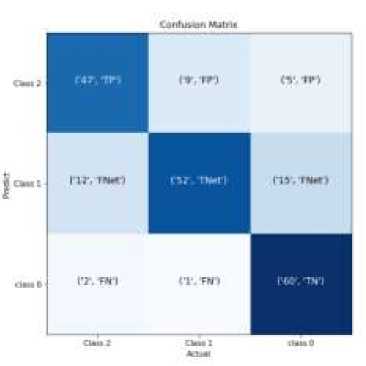 Confusion Matrix
Class 2
('47', 'TP')
('9', 'FP')
('5', 'FP')
Predict
Class 1
('12', 'FNet')
('52', 'TNet')
('15', 'FNet')
class 0
('2', 'FN')
('1', 'FN')
('60', 'TN')
Class 2
Class 1
class 0
Actual